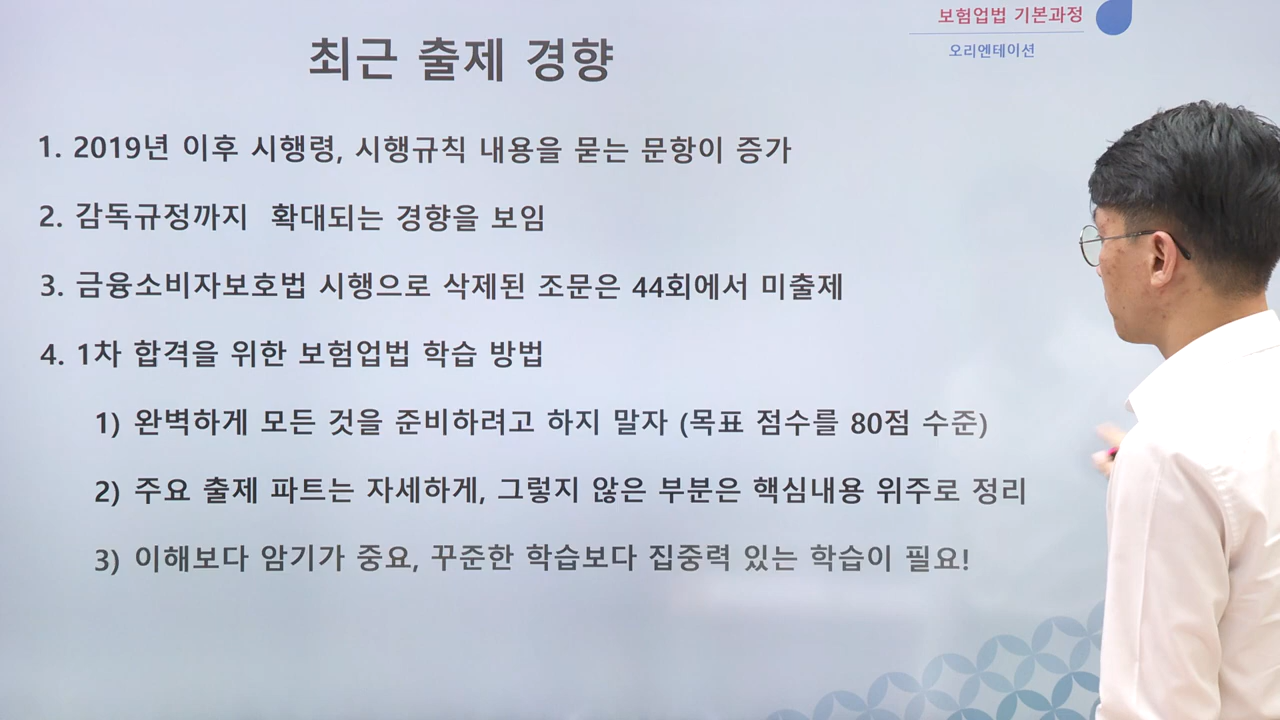 보험업법 기본과정
오리엔테이션
최근 출제 경향
1. 2019년 이후 시행령, 시행규칙 내용을 묻는 문항이 증가
2. 감독규정까지 확대되는 경향을 보임
3. 금융소비자보호법 시행으로 삭제된 조문은 44회에서 미출제
4. 1차 합격을 위한 보험업법 학습 방법
1) 완벽하게 모든 것을 준비하려고 하지 말자 (목표 점수를 80점 수준)
2) 주요 출제 파트는 자세하게, 그렇지 않은 부분은 핵심내용 위주로 정리
3) 이해보다 암기가 중요, 꾸준한 학습보다 집중력 있는 학습이 필요!